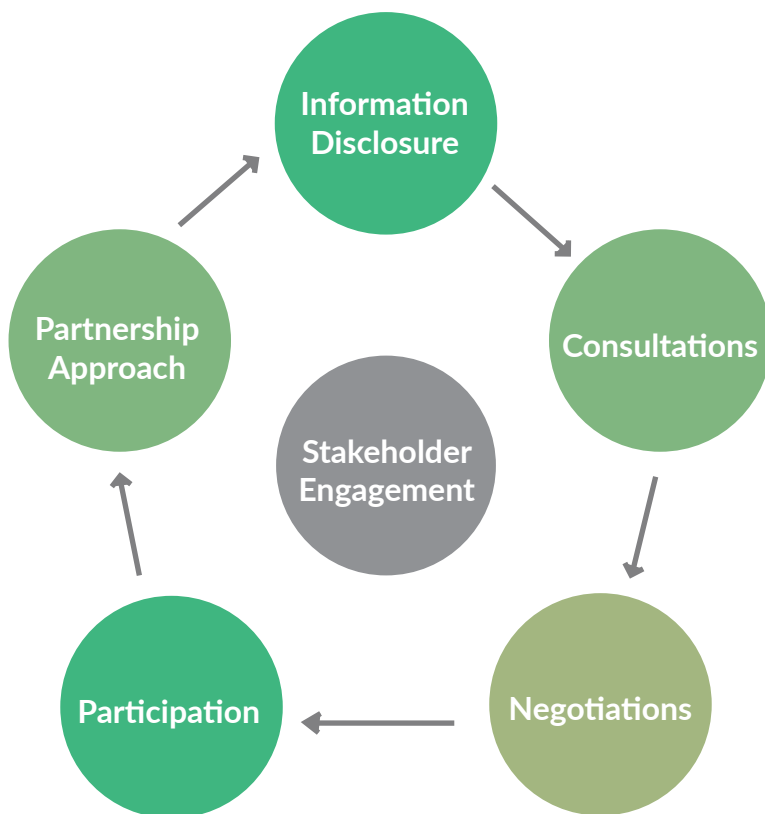 Information
Disclosure
Consultations
Negotiations
Participation
Partnership
Approach
Stakeholder
Engagement